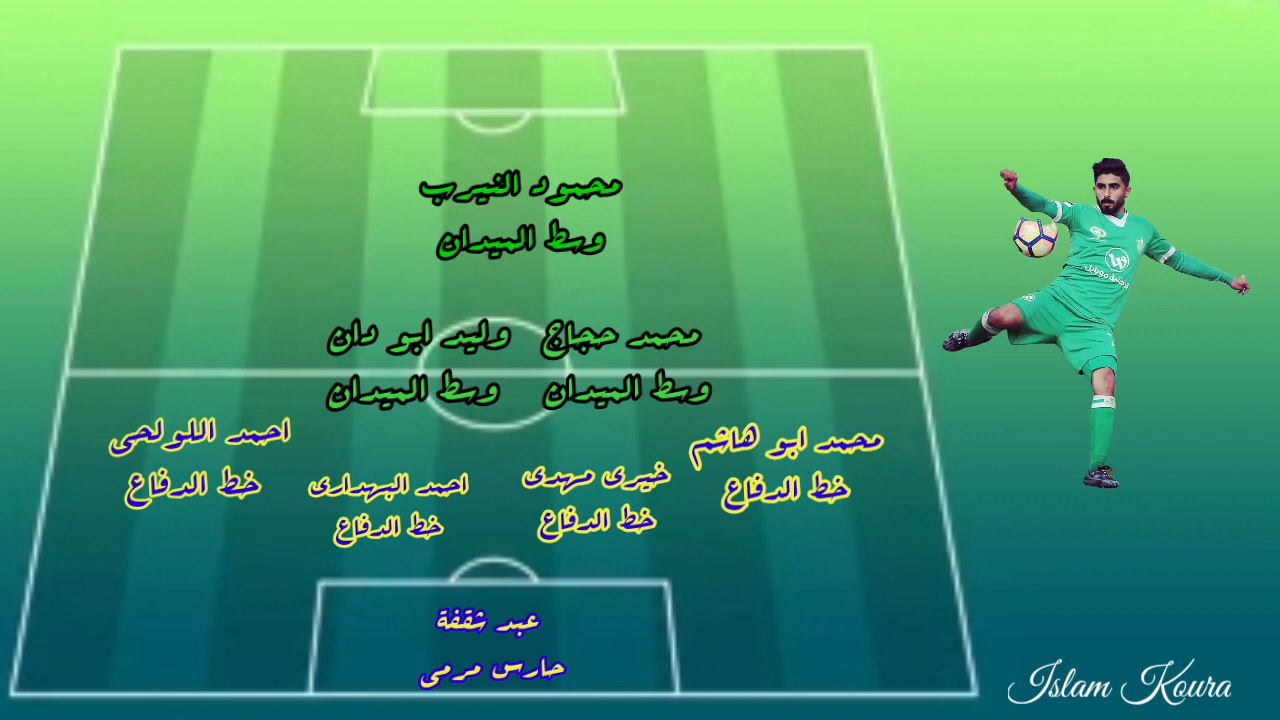 محمود النيرب
وسط الميدان
محمد حجاج
وسط الميدان
وليد ابو دان
وسط الميدان
محمد ابو هاشم
خط الدفاع
خيرى مهدى
خط الدفاع
احمد البهدارى
خط الدفاع
احمد اللولحى
خط الدفاع
عبد شقفة
حارس مرمى
Islam Koura